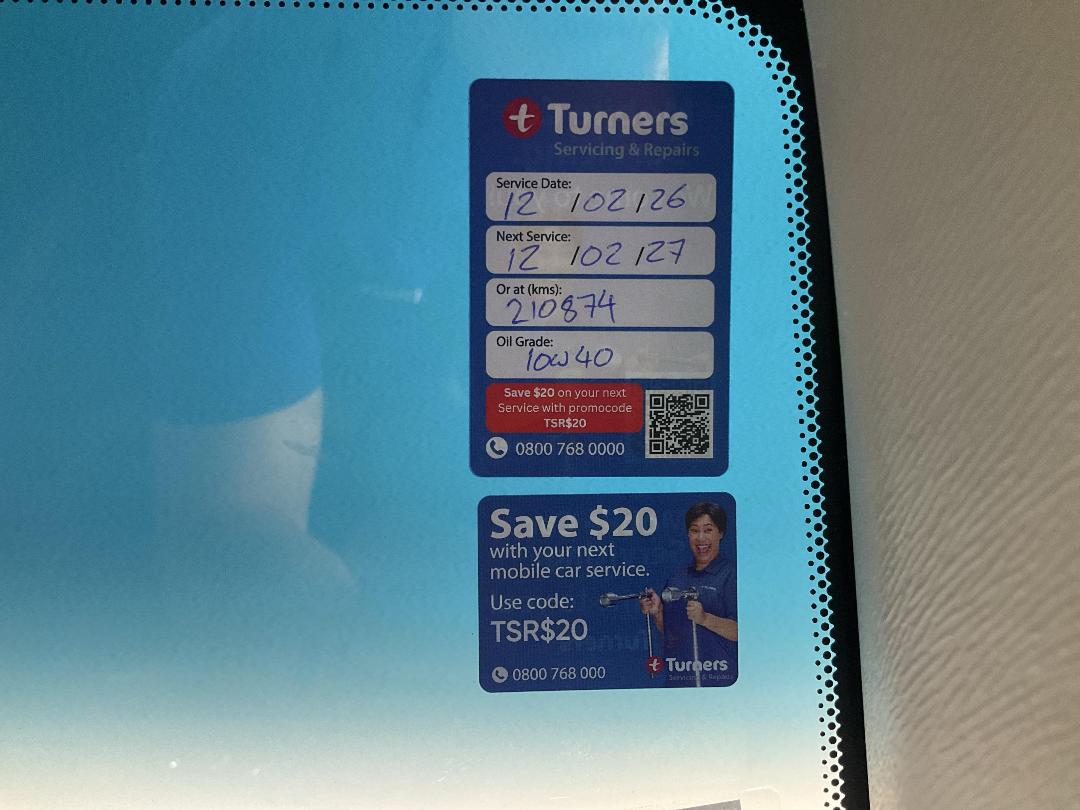 t Turners
Servicing & Repairs
Service Date:
12 /02 /26
Next Service:
12 /02 /27
Or at (kms):
210874
Oil Grade:
10w40
Save $20 on your next
Service with promocode
TSR$20
0800 768 0000
Save $20
with your next
mobile car service.
Use code:
TSR$20
0800 768 000
t Turners
Servicing & Repairs